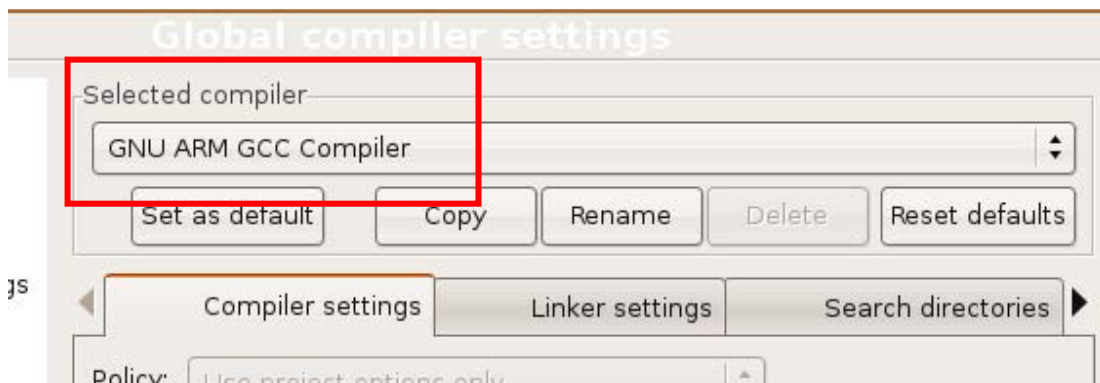 Global compiler settings
Selected compiler
GNU ARM GCC Compiler
Set as default Copy Rename Delete Reset defaults
gs
Compiler settings Linker settings Search directories
Policy: Use project options only